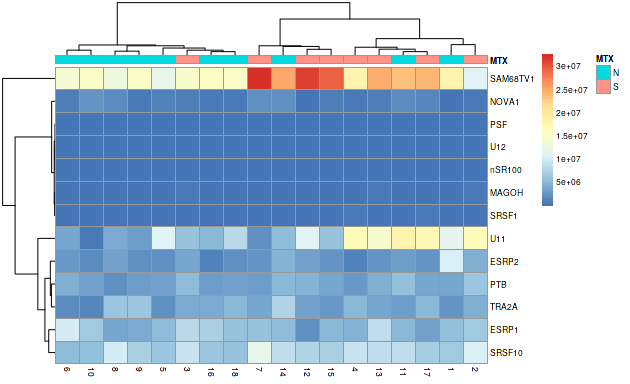 MTX
MTX
N
S
SAM68TV1
NOVA1
PSF
U12
nSR100
MAGOH
SRSF1
U11
ESRP2
PTB
TRA2A
ESRP1
SRSF10
3e+07
2.5e+07
2e+07
1.5e+07
1e+07
5e+06
6 10 8 9 5 3 16 18 7 14 12 15 4 13 11 17 1 2